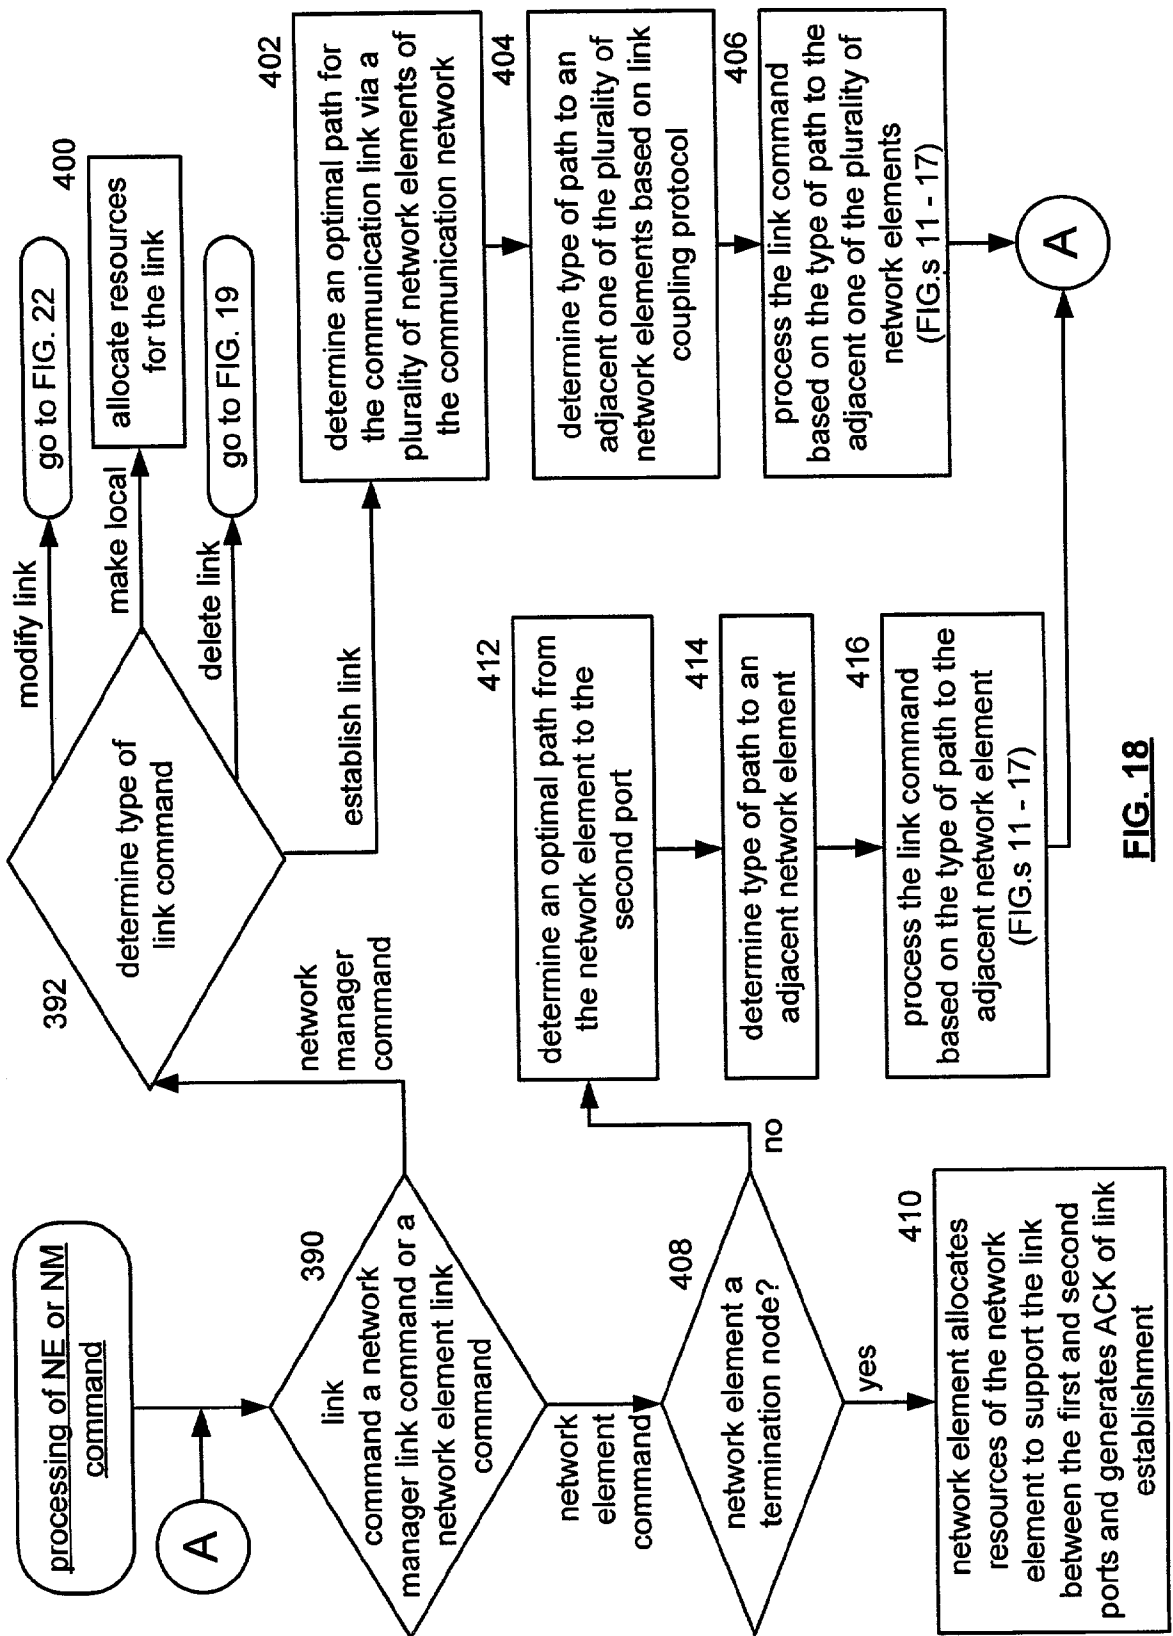 processing of NE or NM
command
A
390
link
command a network
manager link command or a
network element link
command
network
manager
command
network
element
command
392
determine type of
link command
modify link
go to FIG. 22
make local
400
allocate resources
for the link
delete link
go to FIG. 19
establish link
402
determine an optimal path for
the communication link via a
plurality of network elements of
the communication network
404
determine type of path to an
adjacent one of the plurality of
network elements based on link
coupling protocol
406
process the link command
based on the type of path to the
adjacent one of the plurality of
network elements
(FIG.s 11 - 17)
A
408
network element a
termination node?
no
yes
410
network element allocates
resources of the network
element to support the link
between the first and second
ports and generates ACK of link
establishment
412
determine an optimal path from
the network element to the
second port
414
determine type of path to an
adjacent network element
416
process the link command
based on the type of path to the
adjacent network element
(FIG.s 11 - 17)
FIG. 18